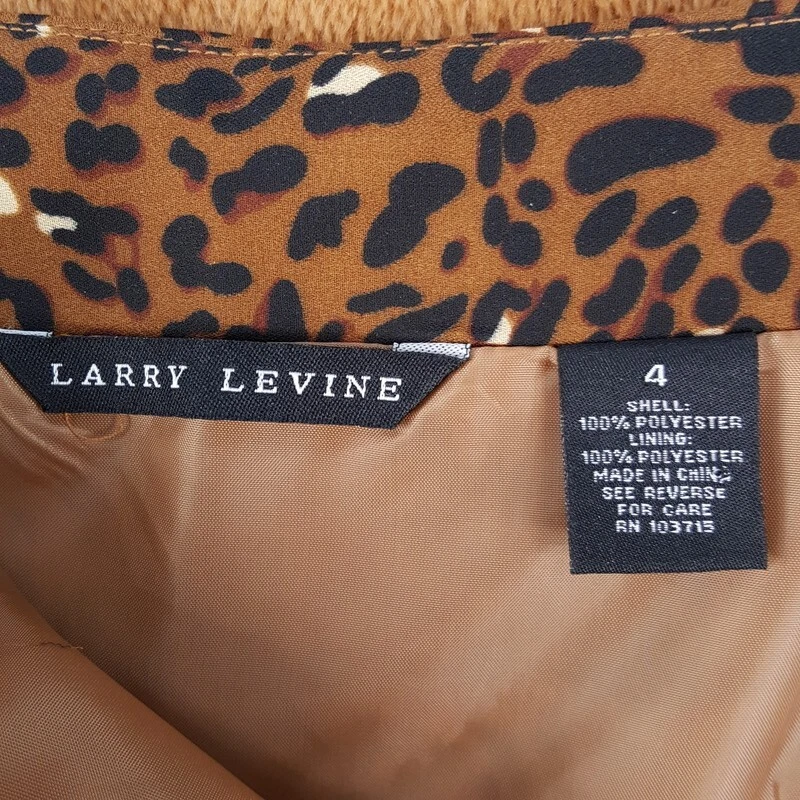 LARRY LEVINE
4
SHELL:
100% POLYESTER
LINING:
100% POLYESTER
MADE IN CHINA
SEE REVERSE
FOR CARE
RN 103715